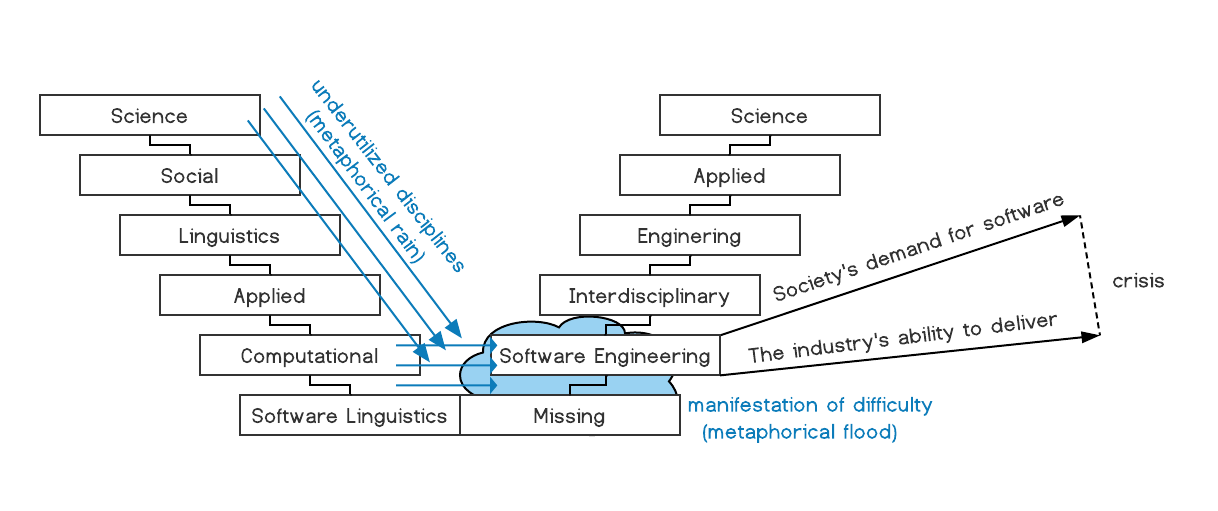 Science
Social
Linguistics
Applied
Computational
Software Linguistics
underutilized disciplines
(metaphorical rain)
Science
Applied
Enginering
Interdisciplinary
Software Engineering
Missing
manifestation of difficulty
(metaphorical flood)
Society's demand for software
The industry's ability to deliver
crisis